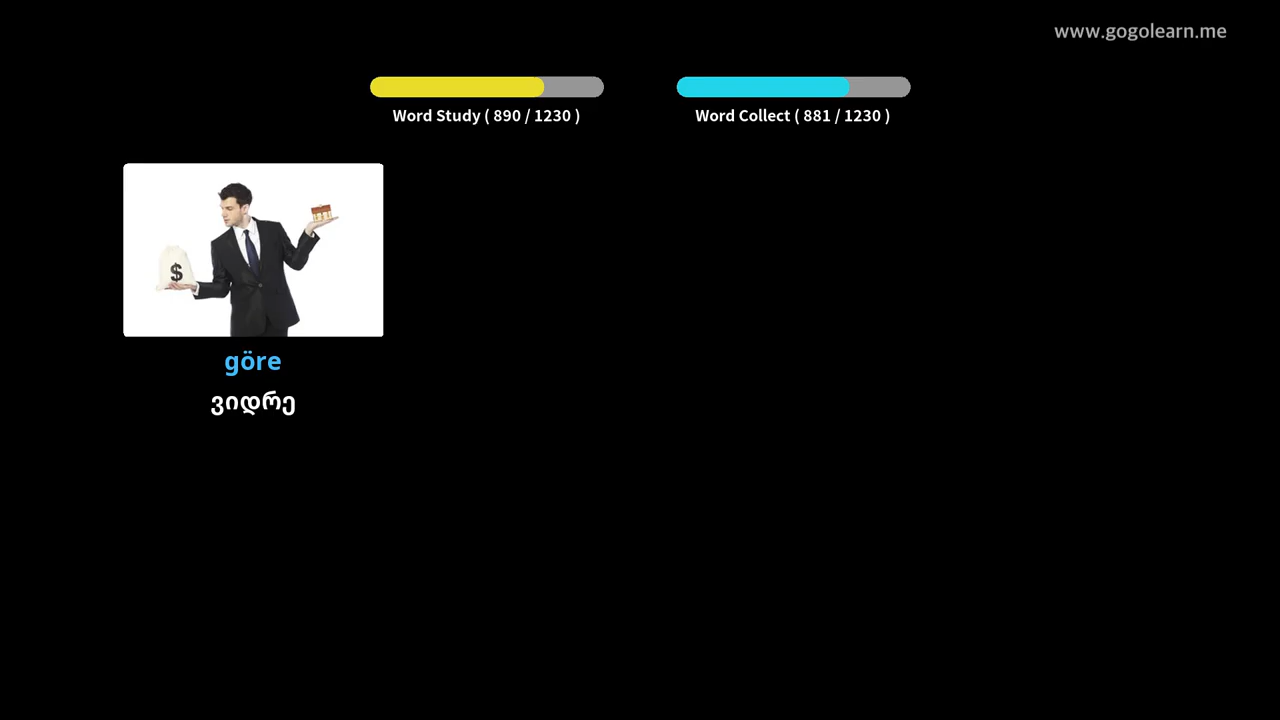 www.gogolearn.me
Word Study ( 890 / 1230 )
Word Collect ( 881 / 1230 )
$
göre
ვიდრე